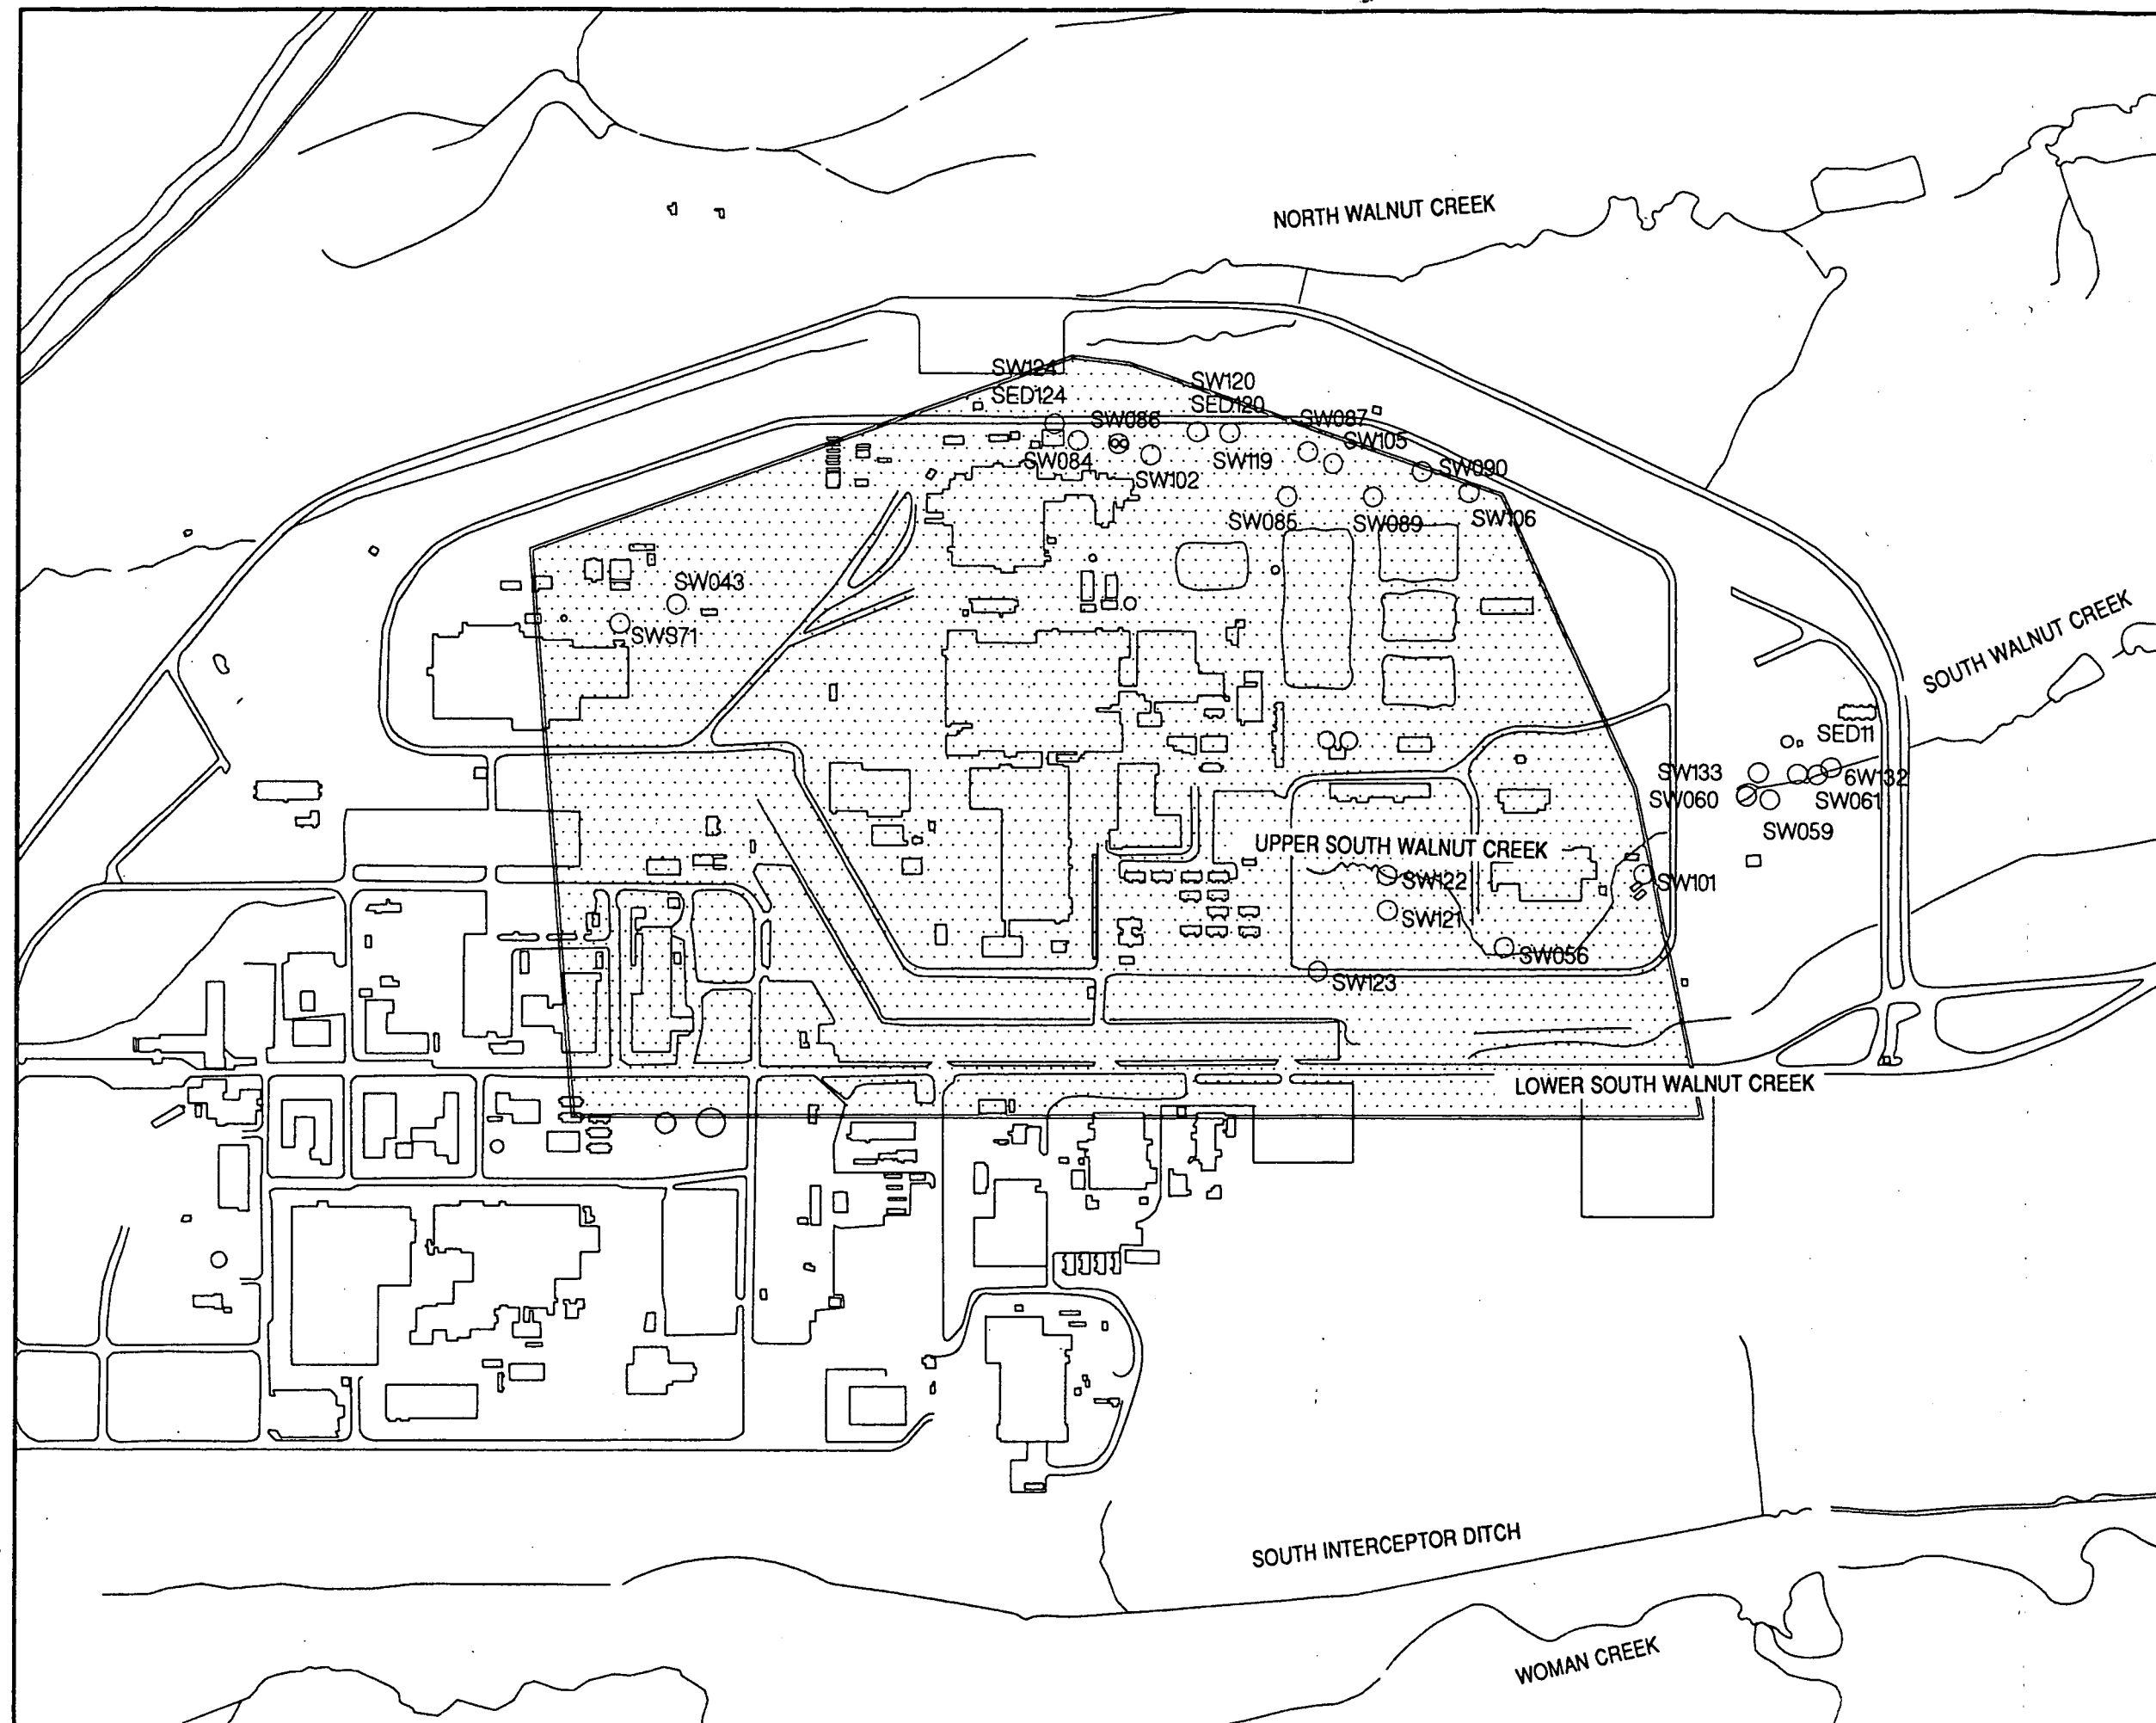 NORTH WALNUT CREEK
SW124
SED124
SW120
SED120
SW086
SW087
SW105
SW084
SW102
SW119
SW090
SW085
SW089
SW106
SW043
SWS71
SOUTH WALNUT CREEK
SED11
SW133
6W132
SW060
SW061
SW059
UPPER SOUTH WALNUT CREEK
SW122
SW101
SW121
SW056
SW123
LOWER SOUTH WALNUT CREEK
SOUTH INTERCEPTOR DITCH
WOMAN CREEK